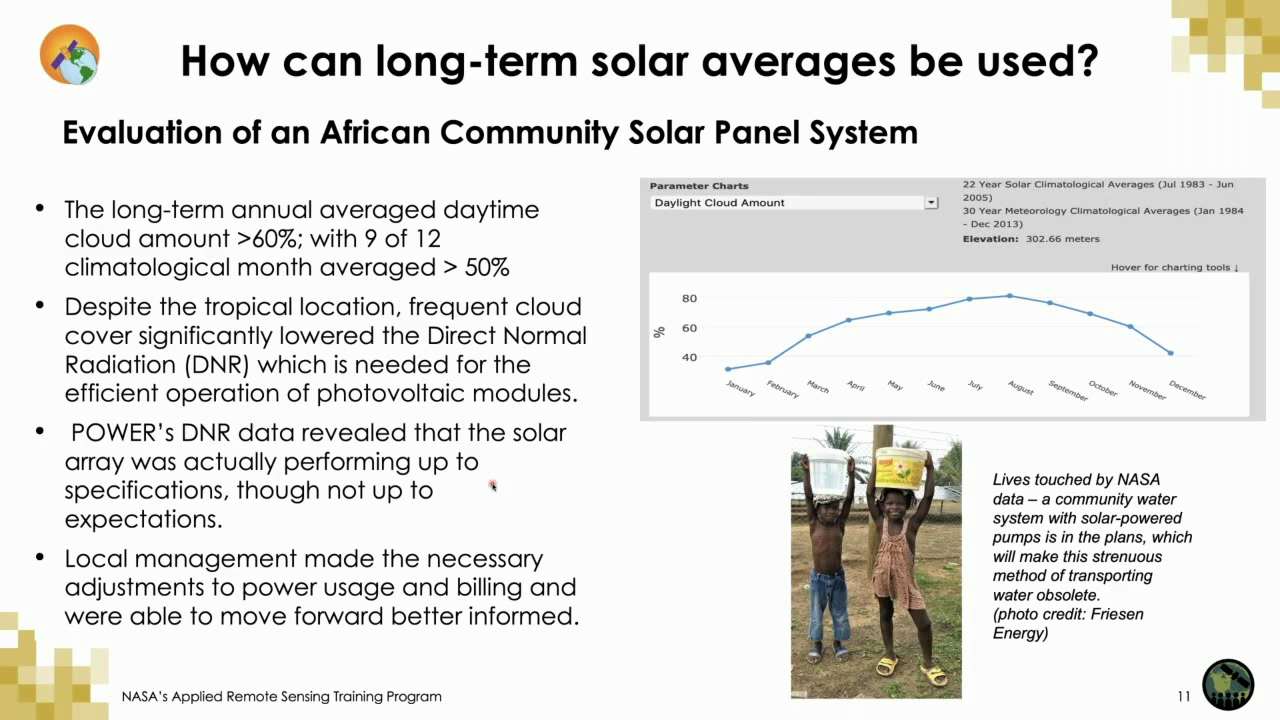 How can long-term solar averages be used?
Evaluation of an African Community Solar Panel System
• The long-term annual averaged daytime
cloud amount >60%; with 9 of 12
climatological month averaged > 50%
• Despite the tropical location, frequent cloud
cover significantly lowered the Direct Normal
Radiation (DNR) which is needed for the
efficient operation of photovoltaic modules.
• POWER's DNR data revealed that the solar
array was actually performing up to
specifications, though not up to
expectations.
• Local management made the necessary
adjustments to power usage and billing and
were able to move forward better informed.
Parameter Charts
Daylight Cloud Amount
22 Year Solar Climatological Averages (Jul 1983 - Jun
2005)
30 Year Meteorology Climatological Averages (Jan 1984
- Dec 2013)
Elevation: 302.66 meters
Hover for charting tools ↓
80
60
40
%
January
February
March
April
May
June
July
August
September
October
November
December
Lives touched by NASA
data – a community water
system with solar-powered
pumps is in the plans, which
will make this strenuous
method of transporting
water obsolete.
(photo credit: Friesen
Energy)
NASA's Applied Remote Sensing Training Program
11